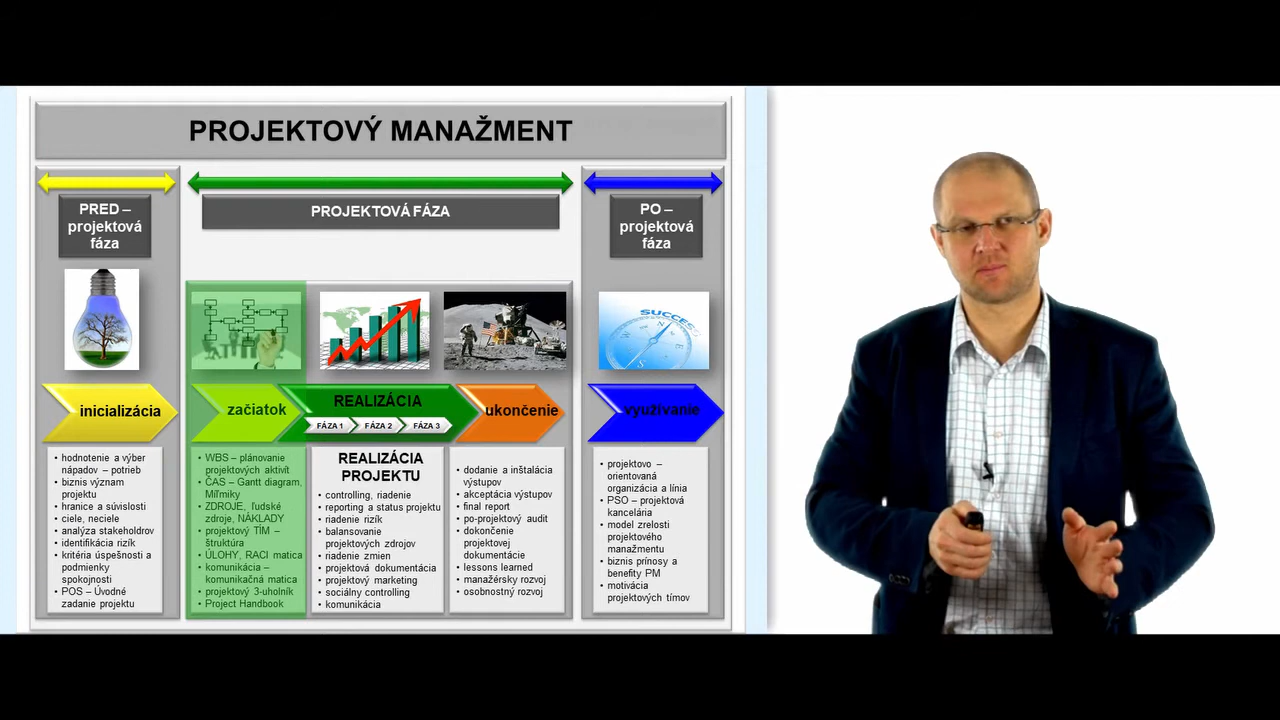 PROJEKTOVÝ MANAŽMENT
PRED –
projektová
fáza
PROJEKTOVÁ FÁZA
PO –
projektová
fáza
SUCCES
N
W
E
S
inicializácia
začiatok
REALIZÁCIA
FÁZA 1
FÁZA 2
FÁZA 3
ukončenie
využívanie
• hodnotenie a výber
nápadov – potrieb
• biznis význam
projektu
• hranice a súvislosti
• ciele, neciele
• analýza stakeholdrov
• identifikácia rizík
• kritéria úspešnosti a
podmienky
spokojnosti
• POS – Úvodné
zadanie projektu
• WBS – plánovanie
projektových aktivít
• ČAS – Gantt diagram,
Míľniky
• ZDROJE, ľudské
zdroje, NÁKLADY
• projektový TÍM –
štruktúra
• ÚLOHY, RACI matica
• komunikácia –
komunikačná matica
• projektový 3-uholník
• Project Handbook
REALIZÁCIA
PROJEKTU
• controlling, riadenie
• reporting a status projektu
• riadenie rizík
• balansovanie
projektových zdrojov
• riadenie zmien
• projektová dokumentácia
• projektový marketing
• sociálny controlling
• komunikácia
• dodanie a inštalácia
výstupov
• akceptácia výstupov
• final report
• po-projektový audit
• dokončenie
projektovej
dokumentácie
• lessons learned
• manažérsky rozvoj
• osobnostný rozvoj
• projektovo –
orientovaná
organizácia a línia
• PSO – projektová
kancelária
• model zrelosti
projektového
manažmentu
• biznis prínosy a
benefity PM
• motivácia
projektových tímov